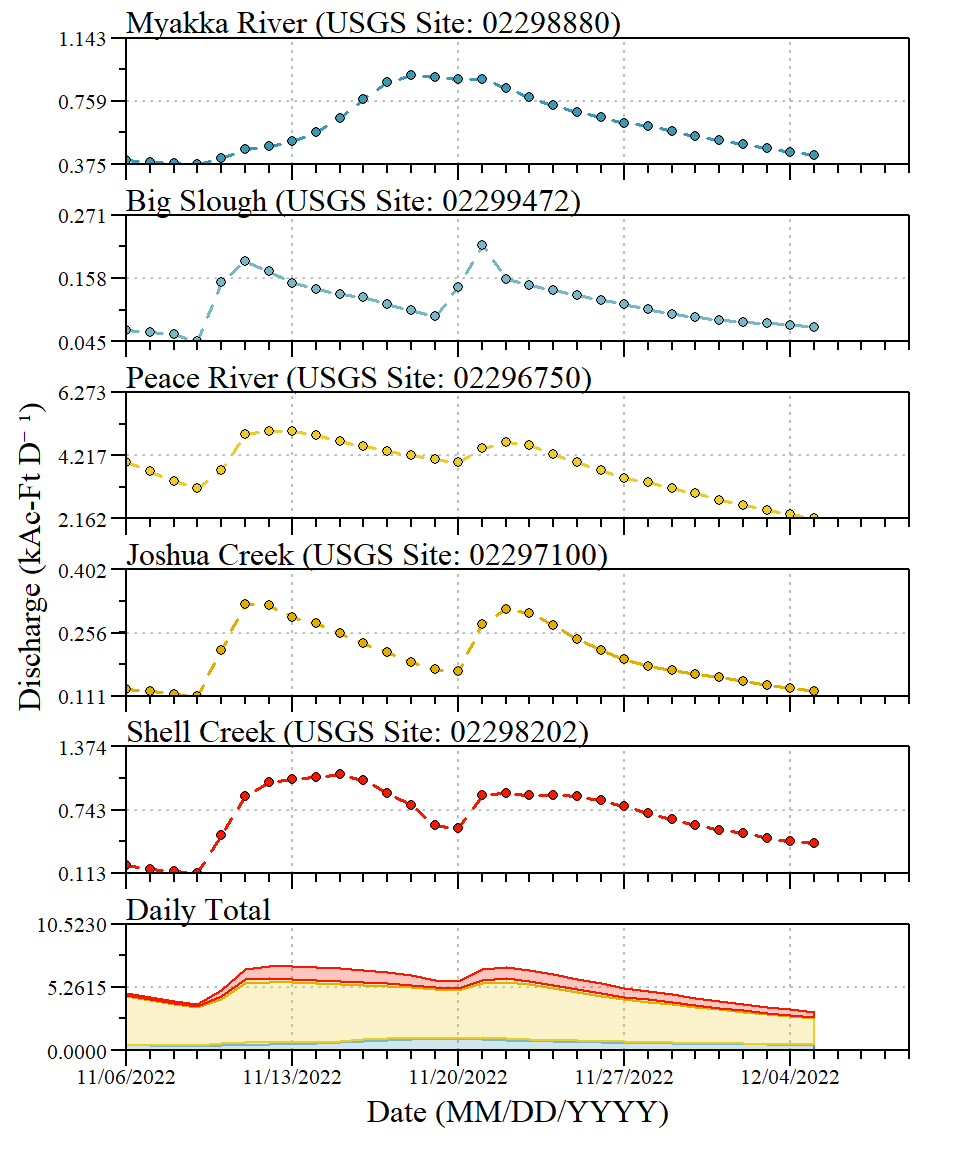 Myakka River (USGS Site: 02298880)
1.143
0.759
0.375
Big Slough (USGS Site: 02299472)
0.271
0.158
0.045
Peace River (USGS Site: 02296750)
6.273
4.217
2.162
Joshua Creek (USGS Site: 02297100)
0.402
0.256
0.111
Shell Creek (USGS Site: 02298202)
1.374
0.743
0.113
Daily Total
10.5230
5.2615
0.0000
Discharge (kAc-Ft D⁻¹)
11/06/2022 11/13/2022 11/20/2022 11/27/2022 12/04/2022
Date (MM/DD/YYYY)